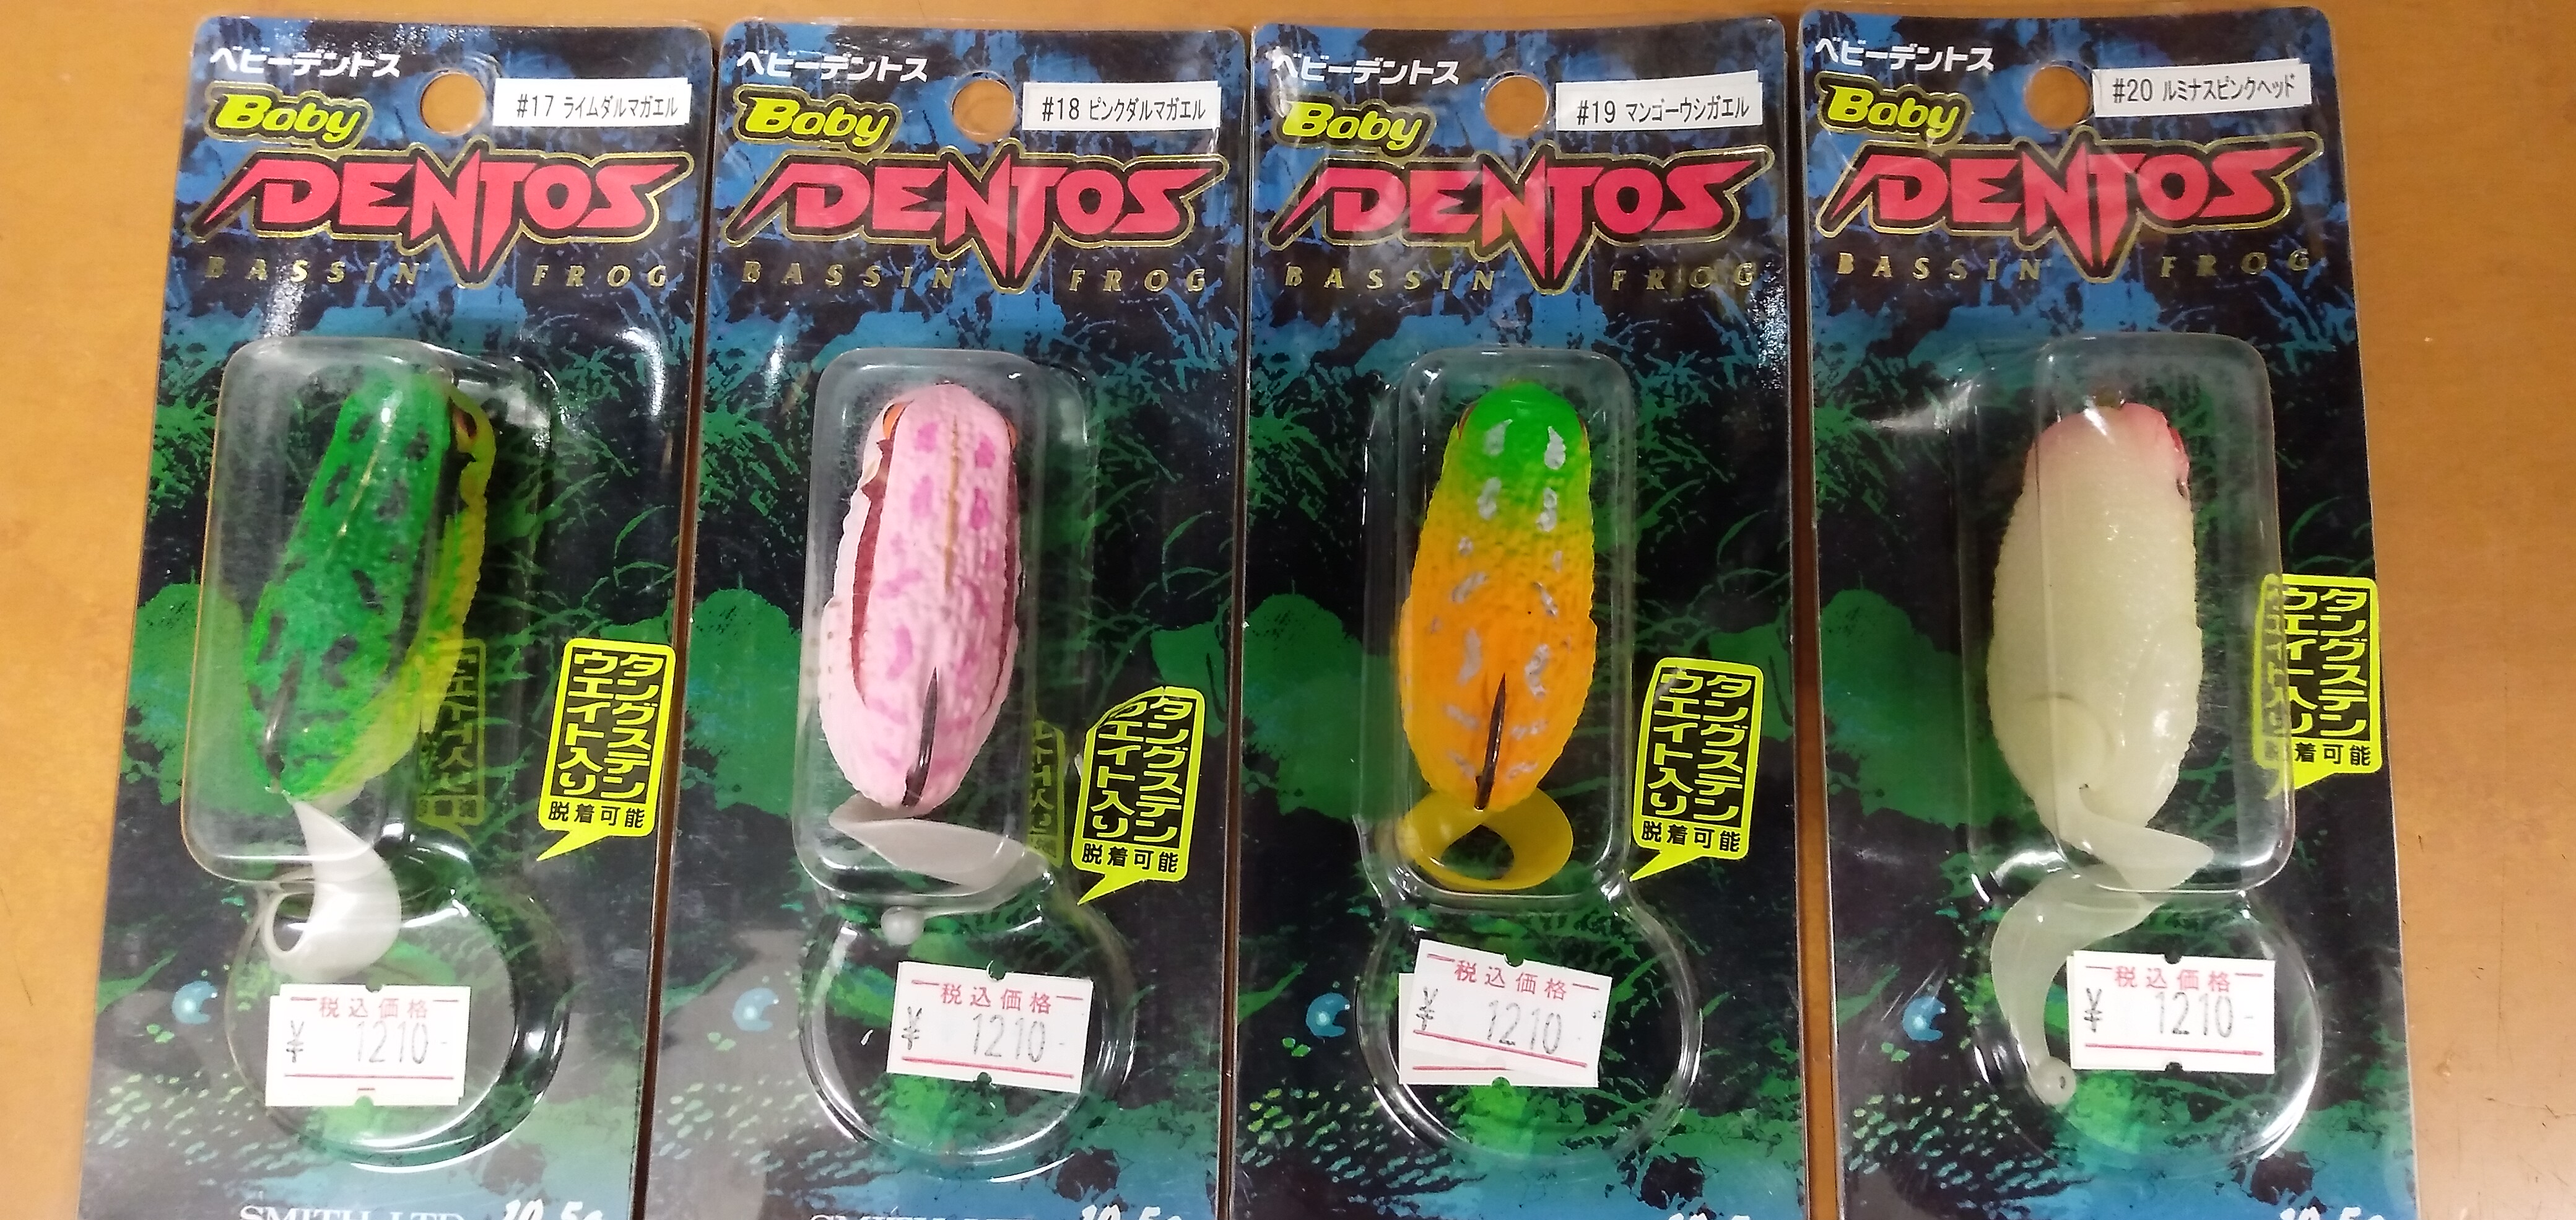 ベビーデントス
#17 ライムダルマガエル
Baby
DENTOS
BASSIN' FROG
タングステン
ウエイト入り
脱着可能
税込価格
¥ 1210-
SMITH LTD
10.5g
ベビーデントス
#18 ピンクダルマガエル
Baby
DENTOS
BASSIN' FROG
タングステン
ウエイト入り
脱着可能
税込価格
¥ 1210-
10.5g
ベビーデントス
#19 マンゴーウシガエル
Baby
DENTOS
BASSIN' FROG
タングステン
ウエイト入り
脱着可能
税込価格
¥ 1210-
ベビーデントス
#20 ルミナスピンクヘッド
Baby
DENTOS
BASSIN' FROG
タングステン
ウエイト入り
脱着可能
税込価格
¥ 1210-
10.5g